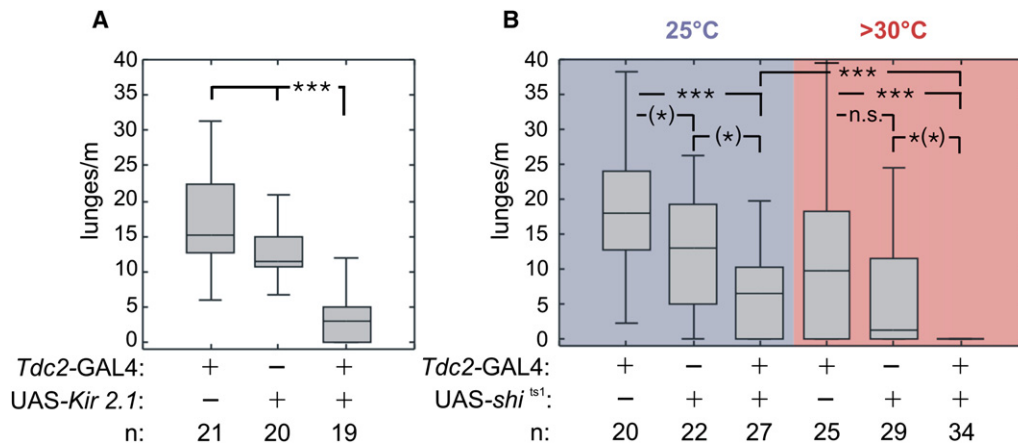 A
40
35
30
25
20
15
10
5
0
lunges/m
***
Tdc2-GAL4: + − +
UAS-Kir 2.1: − + +
n: 21 20 19
B
25°C >30°C
40
35
30
25
20
15
10
5
0
lunges/m
***
*** ***
(*) n.s.
(*) *(*)
Tdc2-GAL4: + − + + − +
UAS-shi ts1: − + + − + +
n: 20 22 27 25 29 34